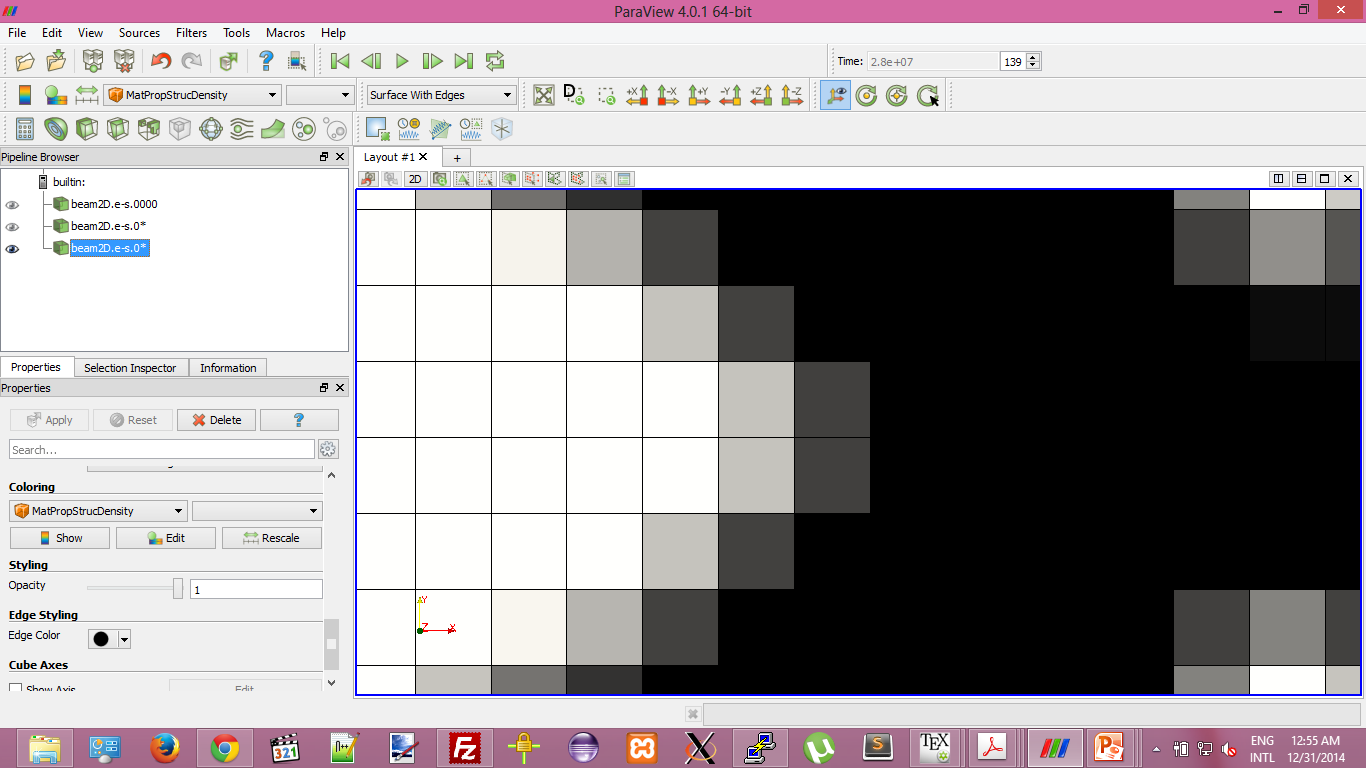 ParaView 4.0.1 64-bit
File Edit View Sources Filters Tools Macros Help
Time: 2.8e+07 139
MatPropStrucDensity Surface With Edges D +X -X +Y -Y +Z -Z
Pipeline Browser
Layout #1 +
2D
builtin:
beam2D.e-s.0000
beam2D.e-s.0*
beam2D.e-s.0*
Properties Selection Inspector Information
Properties
Apply Reset Delete ?
Search...
Coloring
MatPropStrucDensity
Show Edit Rescale
Styling
Opacity 1
Edge Styling
Edge Color
Cube Axes
Show Axis Edit
Y
Z X
321 Fz S TEX
ENG 12:55 AM
INTL 12/31/2014